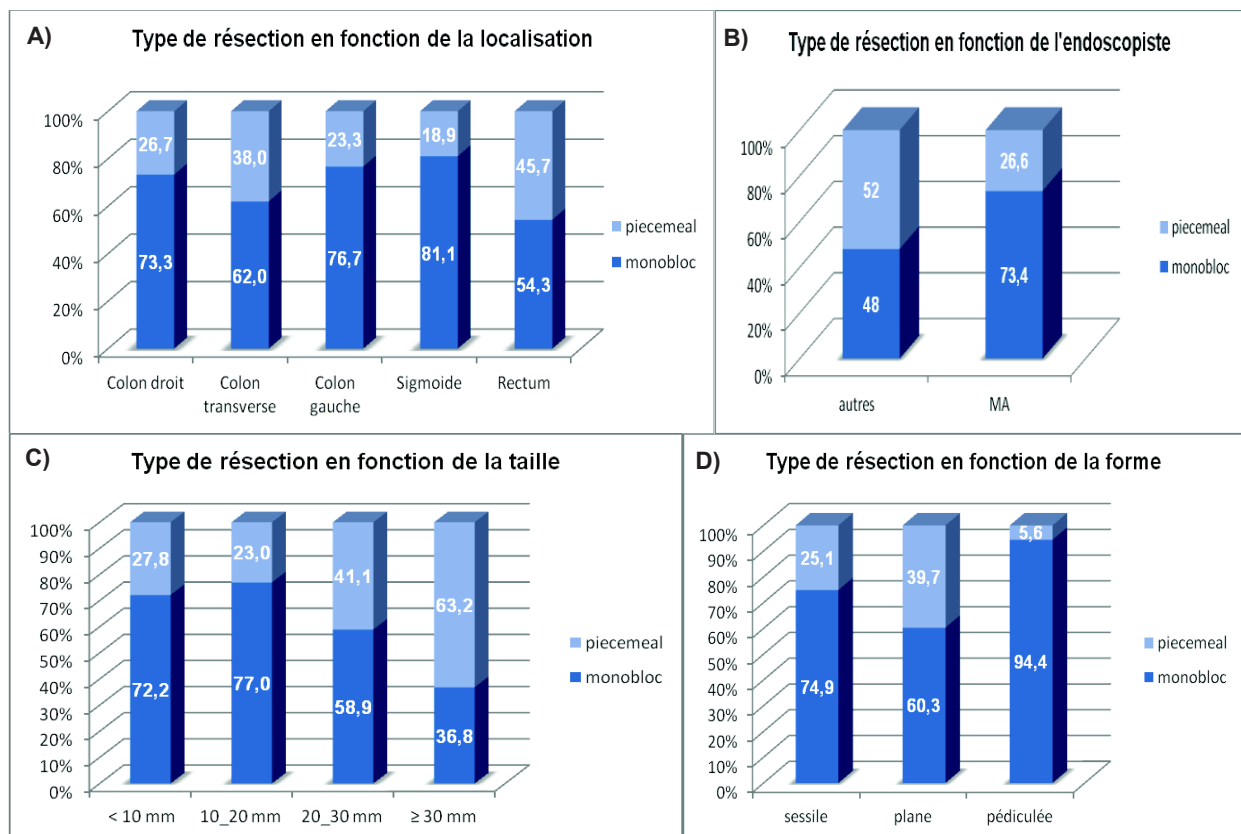 A)
Type de résection en fonction de la localisation
100%
80%
60%
40%
20%
0%
26,7
38,0
23,3
18,9
45,7
73,3
62,0
76,7
81,1
54,3
piecemeal
monobloc
Colon droit
Colon transverse
Colon gauche
Sigmoide
Rectum
B)
Type de résection en fonction de l'endoscopiste
100%
80%
60%
40%
20%
0%
52
26,6
48
73,4
piecemeal
monobloc
autres
MA
C)
Type de résection en fonction de la taille
100%
90%
80%
70%
60%
50%
40%
30%
20%
10%
0%
27,8
23,0
41,1
63,2
72,2
77,0
58,9
36,8
piecemeal
monobloc
< 10 mm
10_20 mm
20_30 mm
≥ 30 mm
D)
Type de résection en fonction de la forme
100%
90%
80%
70%
60%
50%
40%
30%
20%
10%
0%
25,1
39,7
5,6
74,9
60,3
94,4
piecemeal
monobloc
sessile
plane
pédiculée